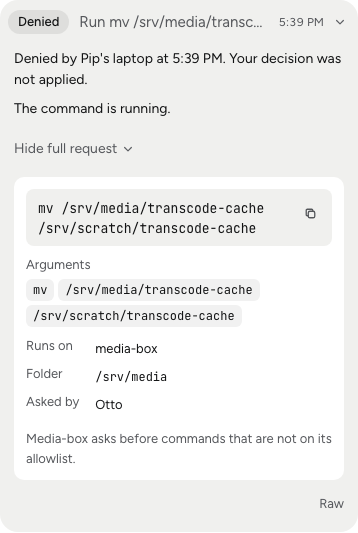 Denied Run mv /srv/media/transc... 5:39 PM
Denied by Pip's laptop at 5:39 PM. Your decision was
not applied.
The command is running.
Hide full request
mv /srv/media/transcode-cache
/srv/scratch/transcode-cache
Arguments
mv /srv/media/transcode-cache
/srv/scratch/transcode-cache
Runs on media-box
Folder /srv/media
Asked by Otto
Media-box asks before commands that are not on its
allowlist.
Raw